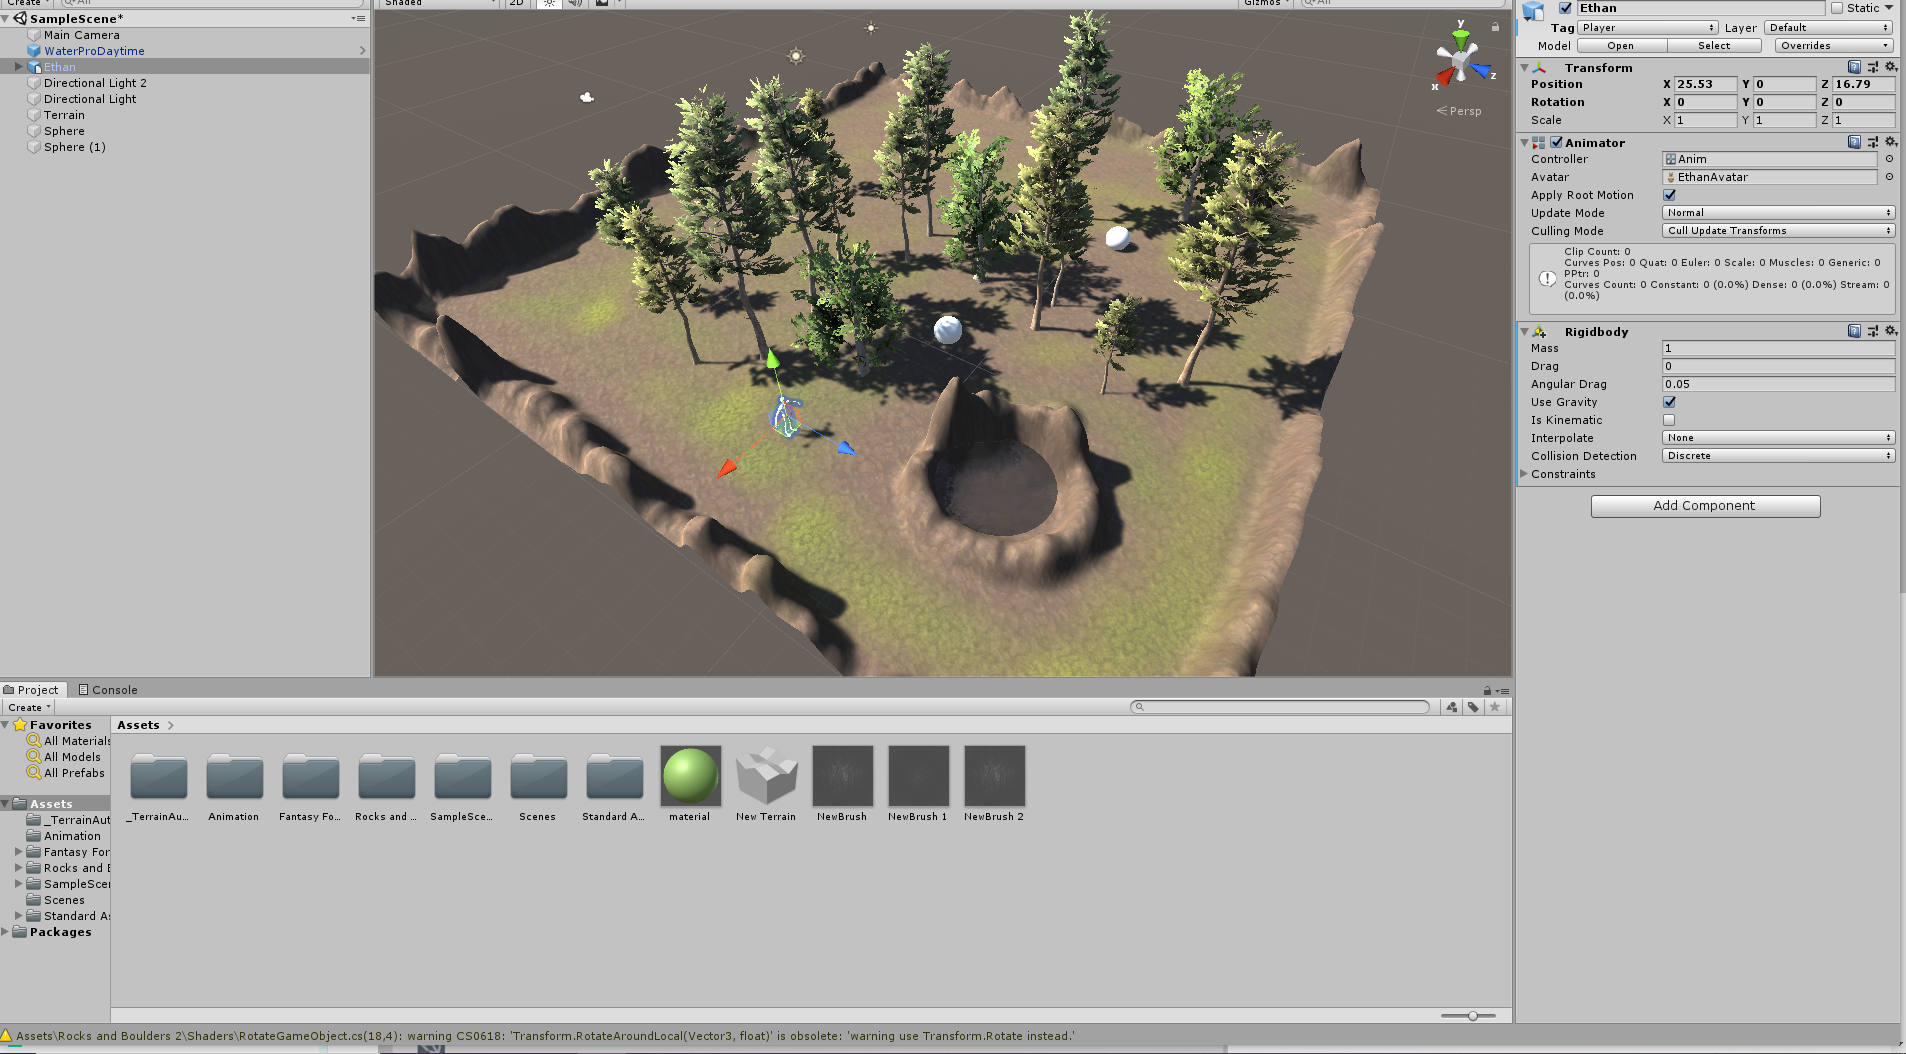 Create
All
SampleScene*
Main Camera
WaterProDaytime
Ethan
Directional Light 2
Directional Light
Terrain
Sphere
Sphere (1)
Shaded
2D
Gizmos
All
y
z
x
Persp
Ethan
Static
Tag Player Layer Default
Model Open Select Overrides
Transform
Position X 25.53 Y 0 Z 16.79
Rotation X 0 Y 0 Z 0
Scale X 1 Y 1 Z 1
Animator
Controller Anim
Avatar EthanAvatar
Apply Root Motion
Update Mode Normal
Culling Mode Cull Update Transforms
Clip Count: 0
Curves Pos: 0 Quat: 0 Euler: 0 Scale: 0 Muscles: 0 Generic: 0
PPtr: 0
Curves Count: 0 Constant: 0 (0.0%) Dense: 0 (0.0%) Stream: 0
(0.0%)
Rigidbody
Mass 1
Drag 0
Angular Drag 0.05
Use Gravity
Is Kinematic
Interpolate None
Collision Detection Discrete
Constraints
Add Component
Project Console
Create
Favorites
All Materials
All Models
All Prefabs
Assets
_TerrainAut
Animation
Fantasy For
Rocks and B
SampleScen
Scenes
Standard As
Packages
Assets
_TerrainAu... Animation Fantasy Fo... Rocks and ... SampleSce... Scenes Standard A... material New Terrain NewBrush NewBrush 1 NewBrush 2
Assets\Rocks and Boulders 2\Shaders\RotateGameObject.cs(18,4): warning CS0618: 'Transform.RotateAroundLocal(Vector3, float)' is obsolete: 'warning use Transform.Rotate instead.'